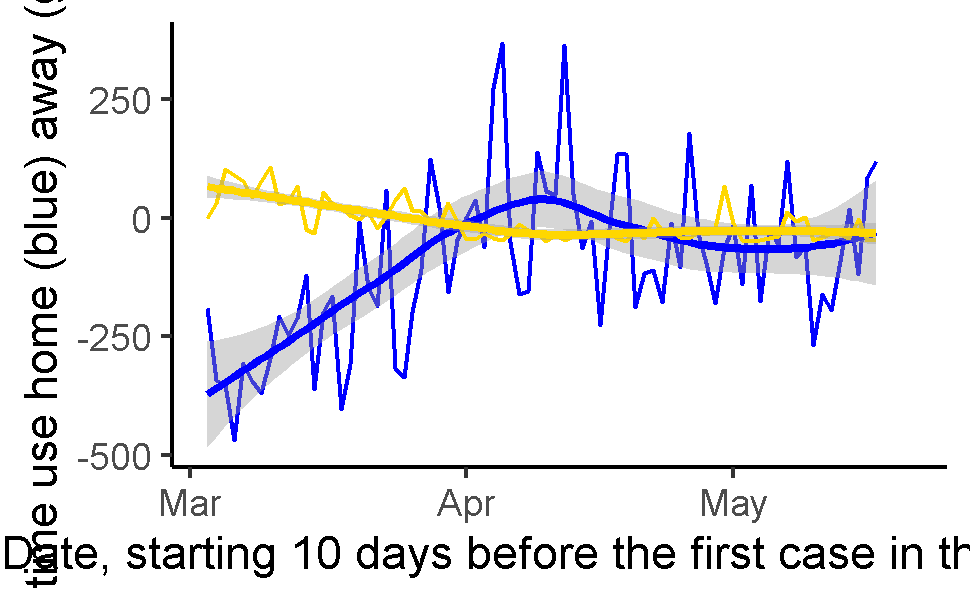 time use home (blue) away (
250
0
-250
-500
Mar Apr May
Date, starting 10 days before the first case in th